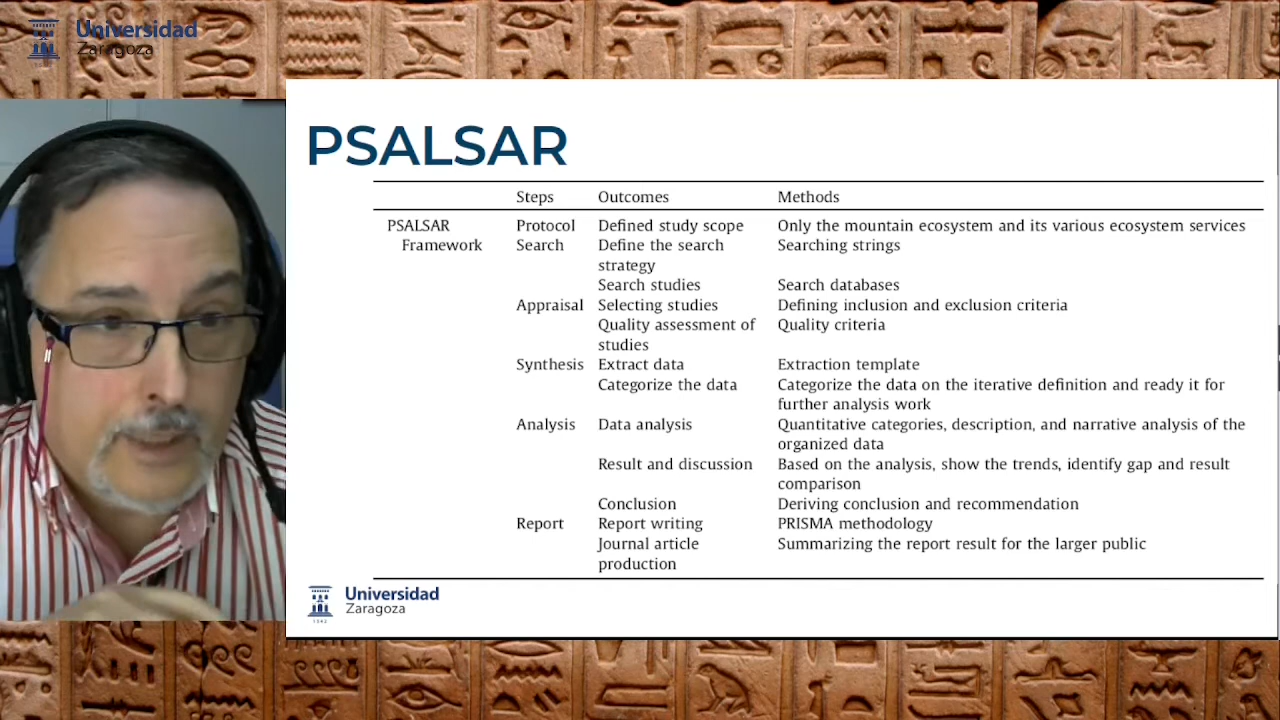 Universidad
Zaragoza
PSALSAR
Steps Outcomes Methods
PSALSAR Protocol Defined study scope Only the mountain ecosystem and its various ecosystem services
Framework Search Define the search Searching strings
strategy
Search studies Search databases
Appraisal Selecting studies Defining inclusion and exclusion criteria
Quality assessment of Quality criteria
studies
Synthesis Extract data Extraction template
Categorize the data Categorize the data on the iterative definition and ready it for
further analysis work
Analysis Data analysis Quantitative categories, description, and narrative analysis of the
organized data
Result and discussion Based on the analysis, show the trends, identify gap and result
comparison
Conclusion Deriving conclusion and recommendation
Report Report writing PRISMA methodology
Journal article Summarizing the report result for the larger public
production
Universidad
Zaragoza
1542